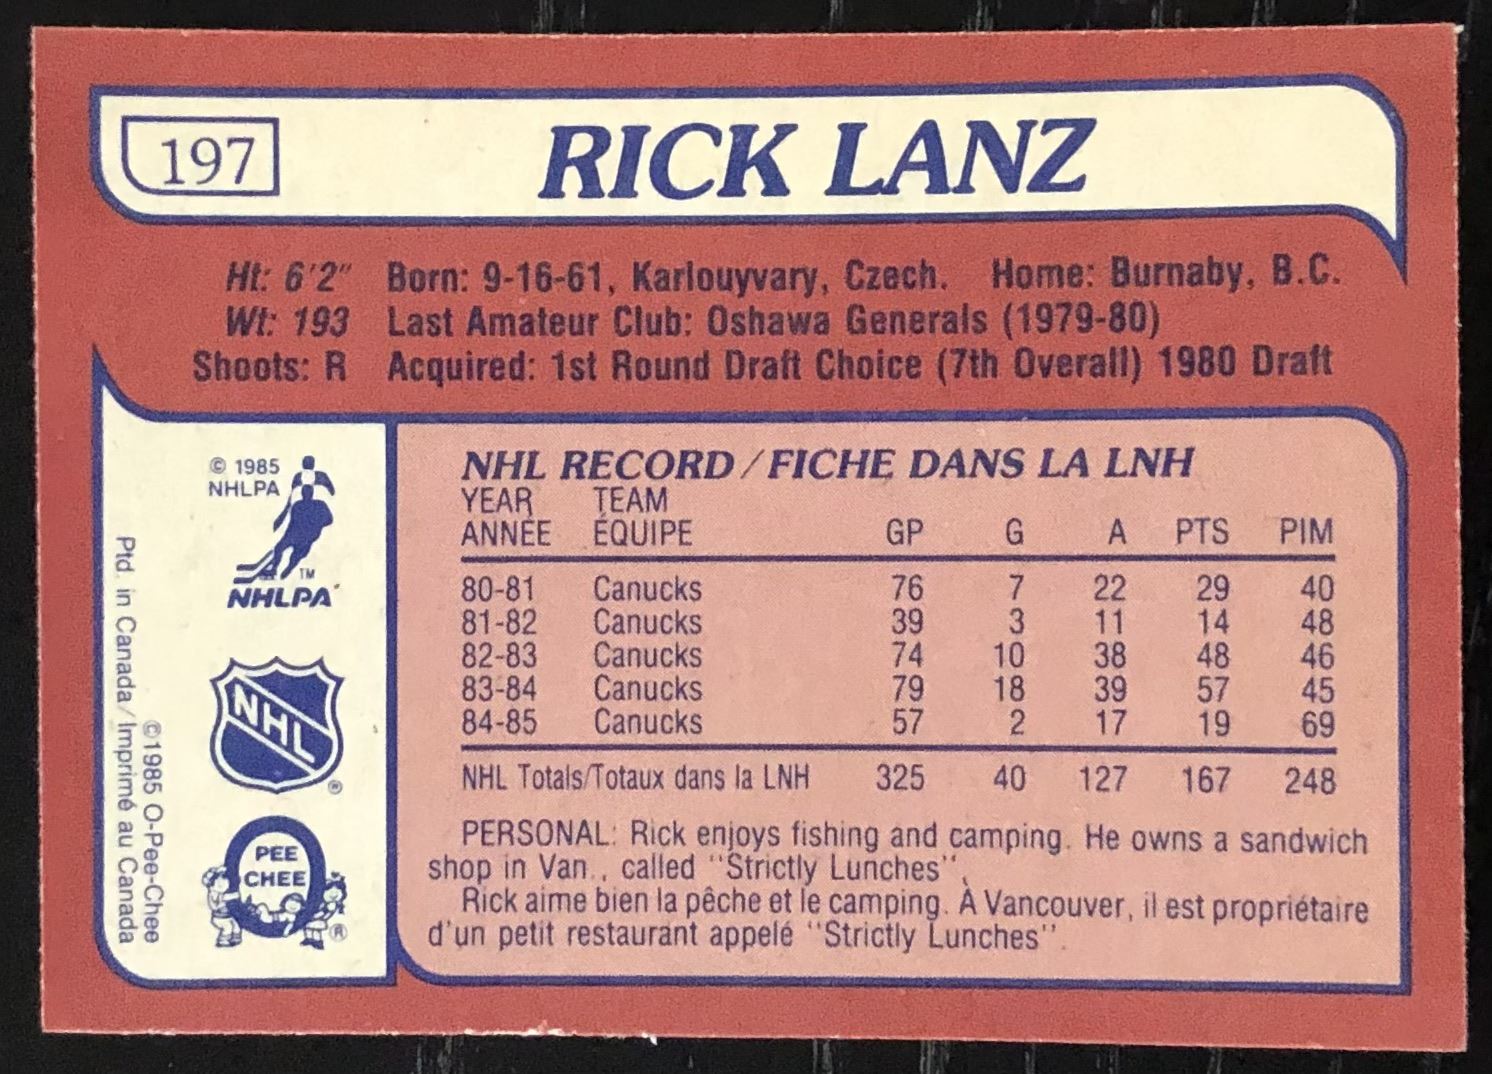 197
RICK LANZ
Ht: 6'2" Born: 9-16-61, Karlouyvary, Czech. Home: Burnaby, B.C.
Wt: 193 Last Amateur Club: Oshawa Generals (1979-80)
Shoots: R Acquired: 1st Round Draft Choice (7th Overall) 1980 Draft
© 1985
NHLPA
TM
NHLPA
NHL
®
PEE
CHEE
®
©1985 O-Pee-Chee
Ptd. in Canada/Imprimé au Canada
NHL RECORD/FICHE DANS LA LNH
YEAR TEAM
ANNÉE ÉQUIPE GP G A PTS PIM
80-81 Canucks 76 7 22 29 40
81-82 Canucks 39 3 11 14 48
82-83 Canucks 74 10 38 48 46
83-84 Canucks 79 18 39 57 45
84-85 Canucks 57 2 17 19 69
NHL Totals/Totaux dans la LNH 325 40 127 167 248
PERSONAL: Rick enjoys fishing and camping. He owns a sandwich
shop in Van., called "Strictly Lunches".
Rick aime bien la pêche et le camping. À Vancouver, il est propriétaire
d'un petit restaurant appelé "Strictly Lunches".